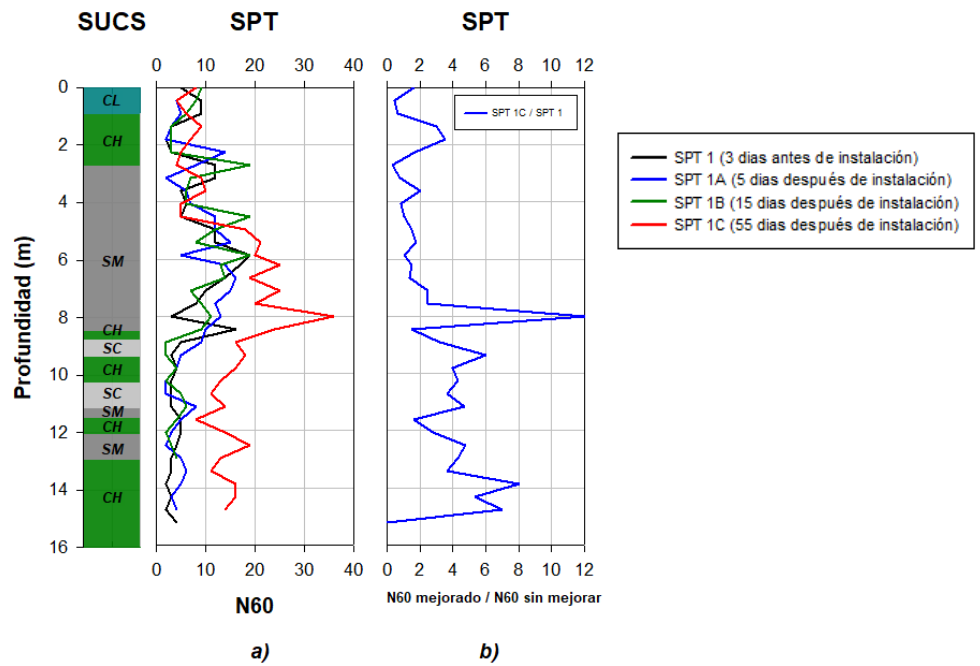 SUCS SPT SPT
0 10 20 30 40 0 2 4 6 8 10 12
0
2
4
6
8
10
12
14
16
Profundidad (m)
CL
CH
SM
CH
SC
CH
SC
SM
CH
SM
CH
SPT 1C / SPT 1
SPT 1 (3 dias antes de instalación)
SPT 1A (5 dias después de instalación)
SPT 1B (15 dias después de instalación)
SPT 1C (55 dias después de instalación)
0 10 20 30 40 0 2 4 6 8 10 12
N60 N60 mejorado / N60 sin mejorar
a) b)